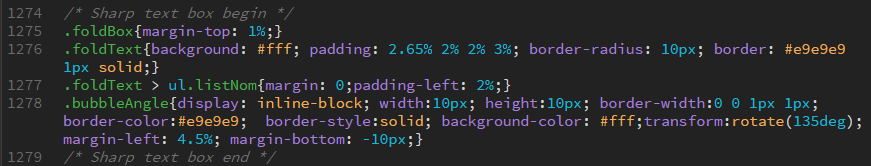 1274 /* Sharp text box begin */
1275 .foldBox{margin-top: 1%;}
1276 .foldText{background: #fff; padding: 2.65% 2% 2% 3%; border-radius: 10px; border: #e9e9e9
1px solid;}
1277 .foldText > ul.listNom{margin: 0;padding-left: 2%;}
1278 .bubbleAngle{display: inline-block; width:10px; height:10px; border-width:0 0 1px 1px;
border-color:#e9e9e9;  border-style:solid; background-color: #fff;transform:rotate(135deg);
margin-left: 4.5%; margin-bottom: -10px;}
1279 /* Sharp text box end */